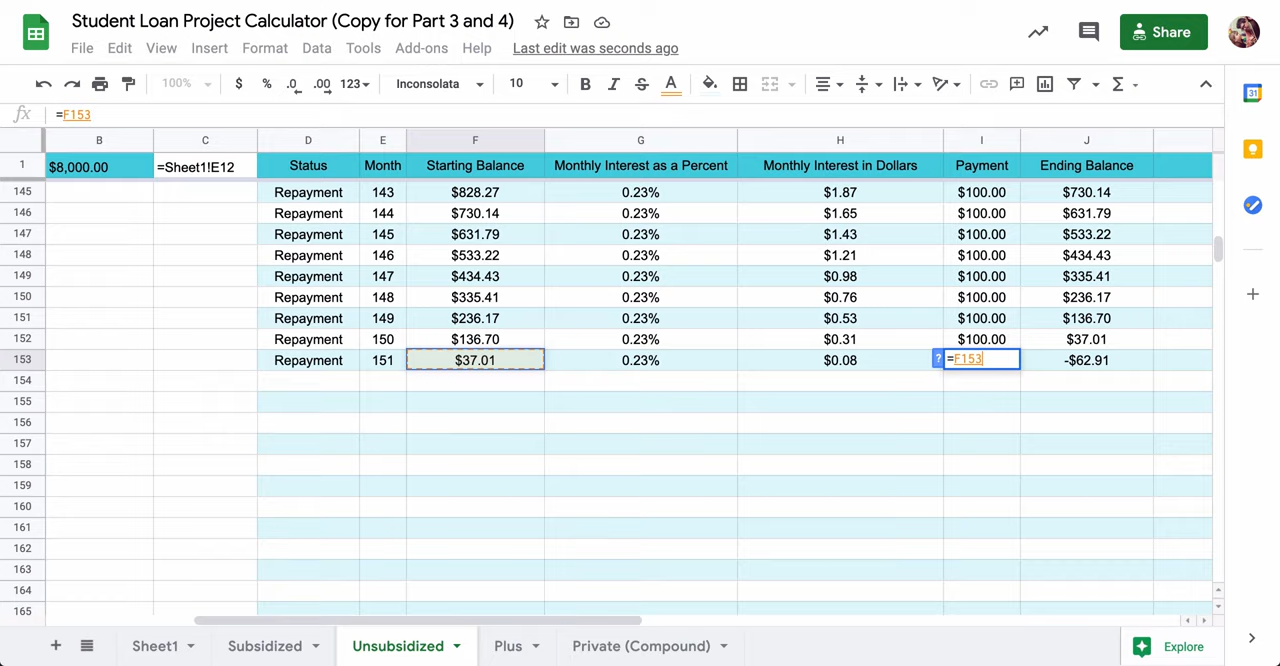 Student Loan Project Calculator (Copy for Part 3 and 4)
Share
File Edit View Insert Format Data Tools Add-ons Help Last edit was seconds ago
100% $ % .0 .00 123 Inconsolata 10 B I S A Σ
31
fx =F153
B C D E F G H I J
1 $8,000.00 =Sheet1!E12 Status Month Starting Balance Monthly Interest as a Percent Monthly Interest in Dollars Payment Ending Balance
145 Repayment 143 $828.27 0.23% $1.87 $100.00 $730.14
146 Repayment 144 $730.14 0.23% $1.65 $100.00 $631.79
147 Repayment 145 $631.79 0.23% $1.43 $100.00 $533.22
148 Repayment 146 $533.22 0.23% $1.21 $100.00 $434.43
149 Repayment 147 $434.43 0.23% $0.98 $100.00 $335.41
150 Repayment 148 $335.41 0.23% $0.76 $100.00 $236.17
151 Repayment 149 $236.17 0.23% $0.53 $100.00 $136.70
152 Repayment 150 $136.70 0.23% $0.31 $100.00 $37.01
153 Repayment 151 $37.01 0.23% $0.08 ? =F153 -$62.91
154
155
156
157
158
159
160
161
162
163
164
165
+ Sheet1 Subsidized Unsubsidized Plus Private (Compound) Explore